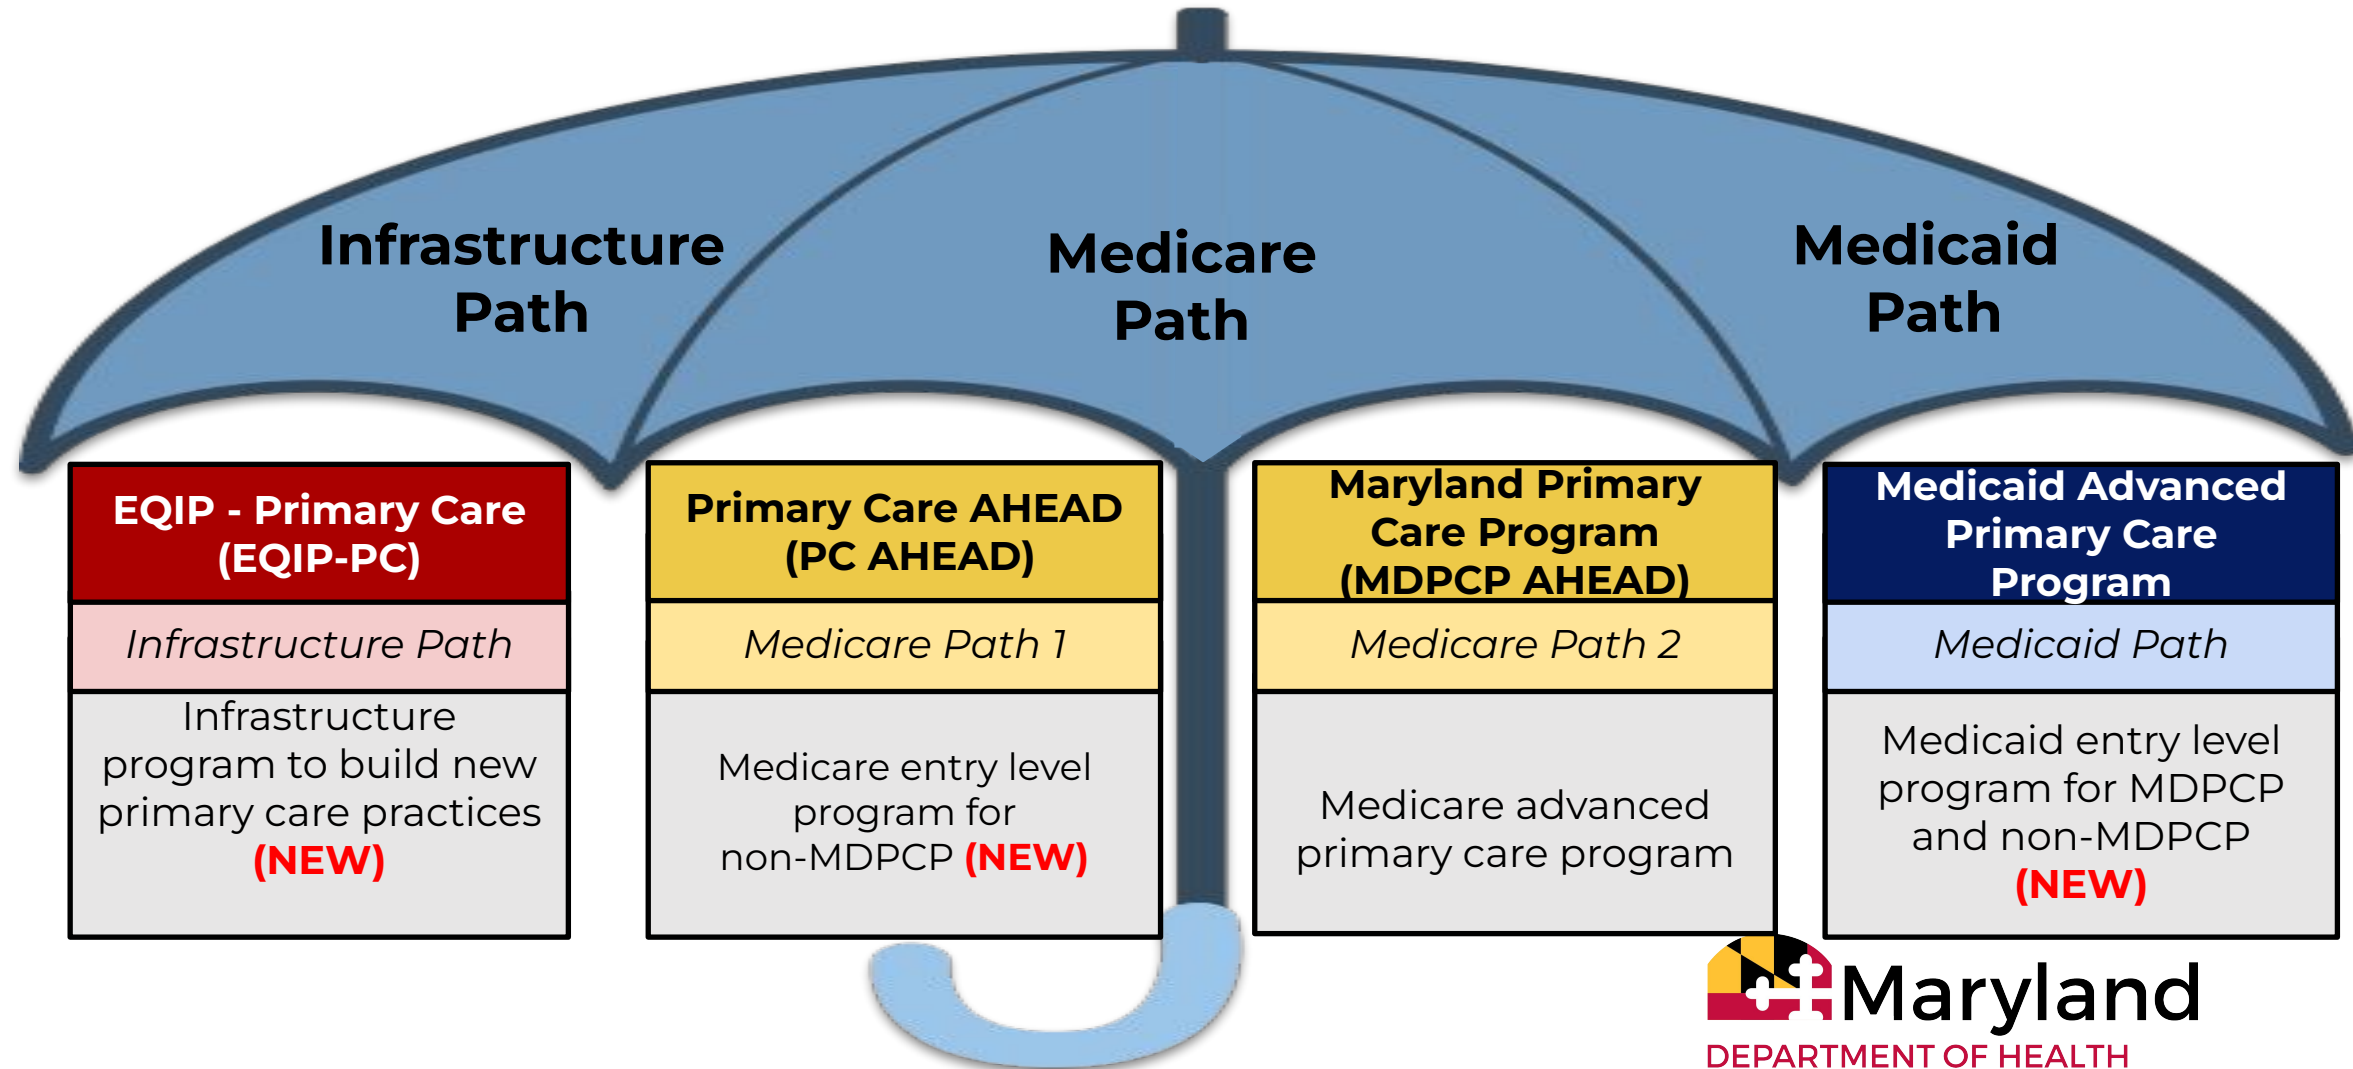 Infrastructure
Path
Medicare
Path
Medicaid
Path
EQIP - Primary Care
(EQIP-PC)
Infrastructure Path
Infrastructure
program to build new
primary care practices
(NEW)
Primary Care AHEAD
(PC AHEAD)
Medicare Path 1
Medicare entry level
program for
non-MDPCP (NEW)
Maryland Primary
Care Program
(MDPCP AHEAD)
Medicare Path 2
Medicare advanced
primary care program
Medicaid Advanced
Primary Care
Program
Medicaid Path
Medicaid entry level
program for MDPCP
and non-MDPCP
(NEW)
Maryland
DEPARTMENT OF HEALTH